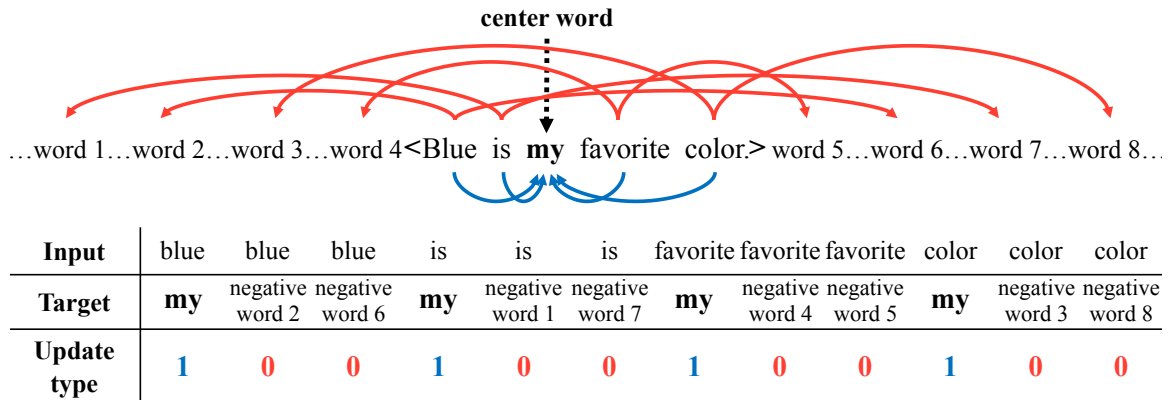 center word
...word 1...word 2...word 3...word 4<Blue is my favorite color.> word 5...word 6...word 7...word 8...
Input blue blue blue is is is favorite favorite favorite color color color
Target my negative word 2 negative word 6 my negative word 1 negative word 7 my negative word 4 negative word 5 my negative word 3 negative word 8
Update type 1 0 0 1 0 0 1 0 0 1 0 0